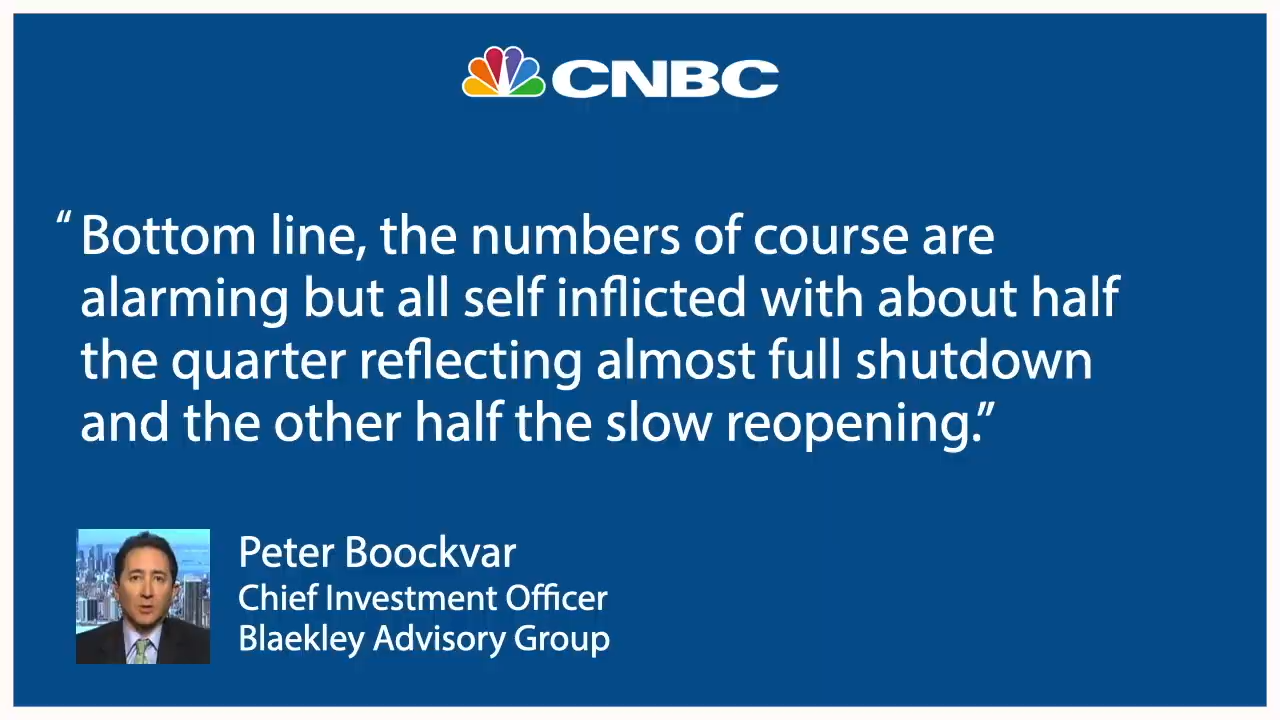 CNBC
“Bottom line, the numbers of course are
alarming but all self inflicted with about half
the quarter reflecting almost full shutdown
and the other half the slow reopening.”
Peter Boockvar
Chief Investment Officer
Blaekley Advisory Group